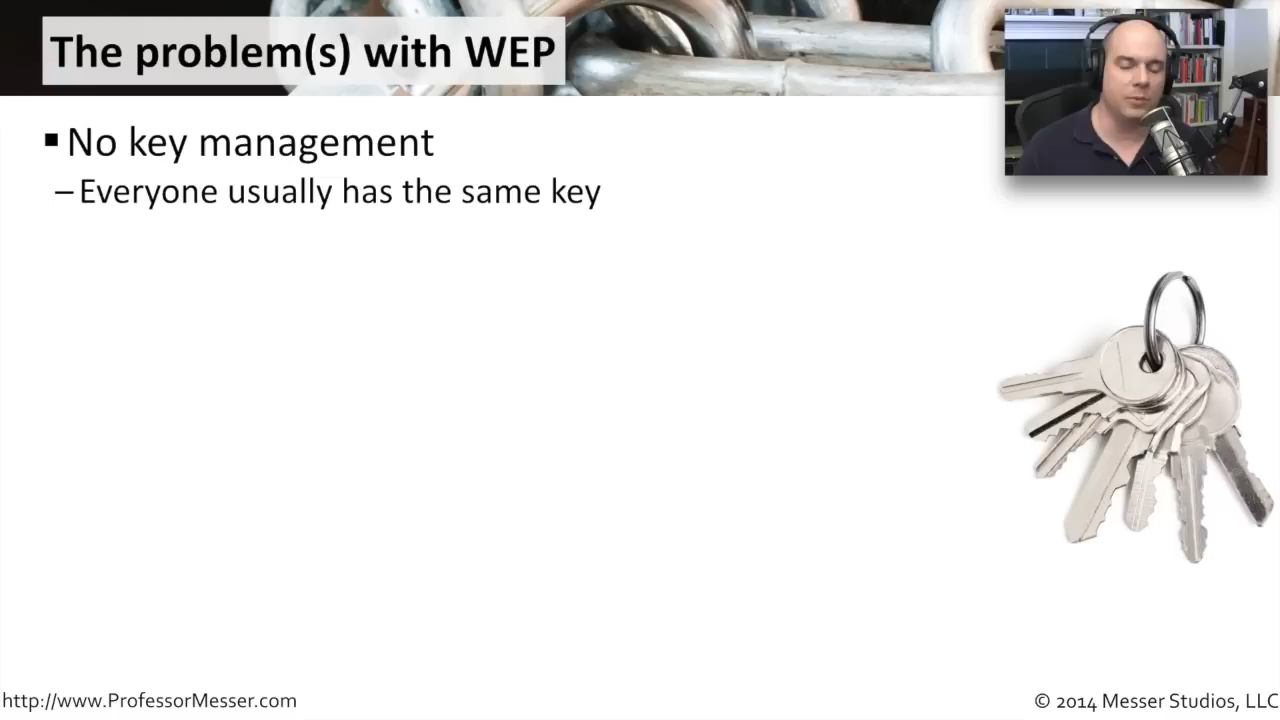 The problem(s) with WEP
▪ No key management
– Everyone usually has the same key
http://www.ProfessorMesser.com
© 2014 Messer Studios, LLC